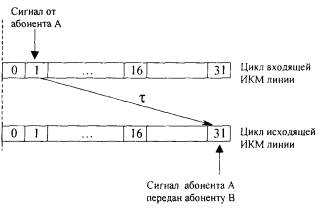 Сигнал от
абонента А
0 1 ... 16 31
Цикл входящей
ИКМ линии
τ
0 1 ... 16 31
Цикл исходящей
ИКМ линии
Сигнал абонента А
передан абоненту В